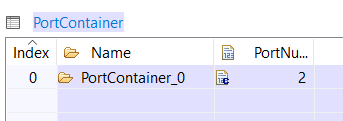 PortContainer
Index Name PortNu...
0 PortContainer_0 2